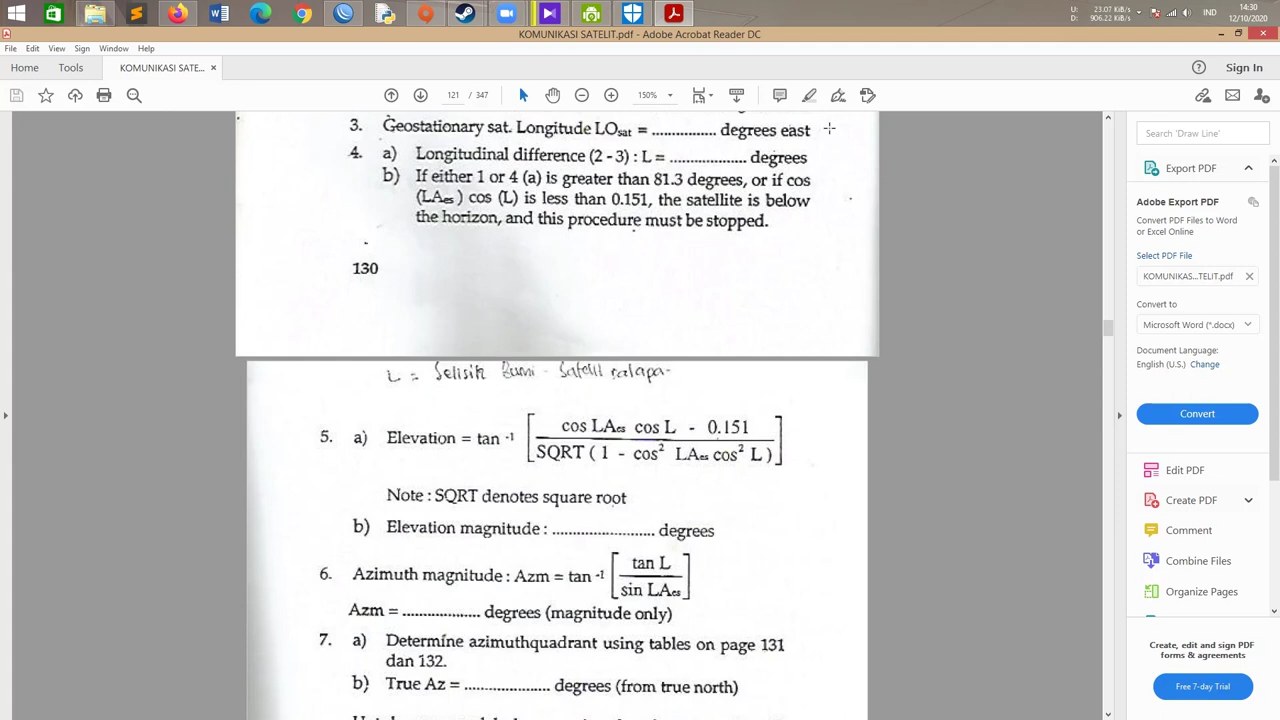 U: 23.07 KiB/s
D: 906.22 KiB/s
IND
14:30
12/10/2020
KOMUNIKASI SATELIT.pdf - Adobe Acrobat Reader DC
File Edit View Sign Window Help
Home Tools KOMUNIKASI SATE... × Sign In
121 / 347 150%
3. Geostationary sat. Longitude LOsat = ................ degrees east
4. a) Longitudinal difference (2 - 3) : L = ................... degrees
b) If either 1 or 4 (a) is greater than 81.3 degrees, or if cos
(LAes ) cos (L) is less than 0.151, the satellite is below
the horizon, and this procedure must be stopped.
130
L = Selisih Bumi - Satelit palapa-
5. a) Elevation = tan -1 [ cos LAes cos L - 0.151
SQRT ( 1 - cos² LAes cos² L ) ]
Note : SQRT denotes square root
b) Elevation magnitude : ......................... degrees
6. Azimuth magnitude : Azm = tan -1 [ tan L
sin LAes ]
Azm = ................... degrees (magnitude only)
7. a) Determine azimuthquadrant using tables on page 131
dan 132.
b) True Az = ..................... degrees (from true north)
Search 'Draw Line'
Export PDF
Adobe Export PDF
Convert PDF Files to Word
or Excel Online
Select PDF File
KOMUNIKAS...TELIT.pdf ×
Convert to
Microsoft Word (*.docx)
Document Language:
English (U.S.) Change
Convert
Edit PDF
Create PDF
Comment
Combine Files
Organize Pages
Create, edit and sign PDF
forms & agreements
Free 7-day Trial